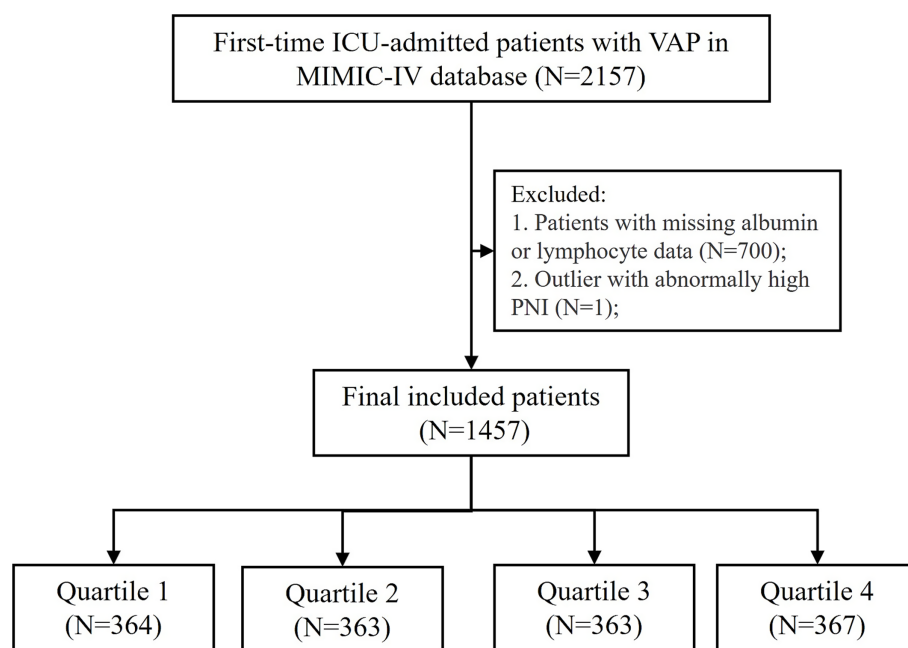 First-time ICU-admitted patients with VAP in
MIMIC-IV database (N=2157)
Excluded:
1. Patients with missing albumin
or lymphocyte data (N=700);
2. Outlier with abnormally high
PNI (N=1);
Final included patients
(N=1457)
Quartile 1
(N=364)
Quartile 2
(N=363)
Quartile 3
(N=363)
Quartile 4
(N=367)